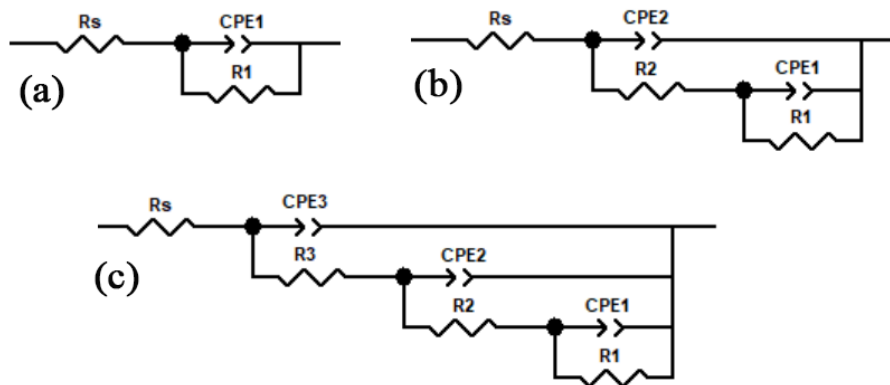 Rs
CPE1
R1
(a)
Rs
CPE2
R2
CPE1
R1
(b)
Rs
CPE3
R3
CPE2
R2
CPE1
R1
(c)